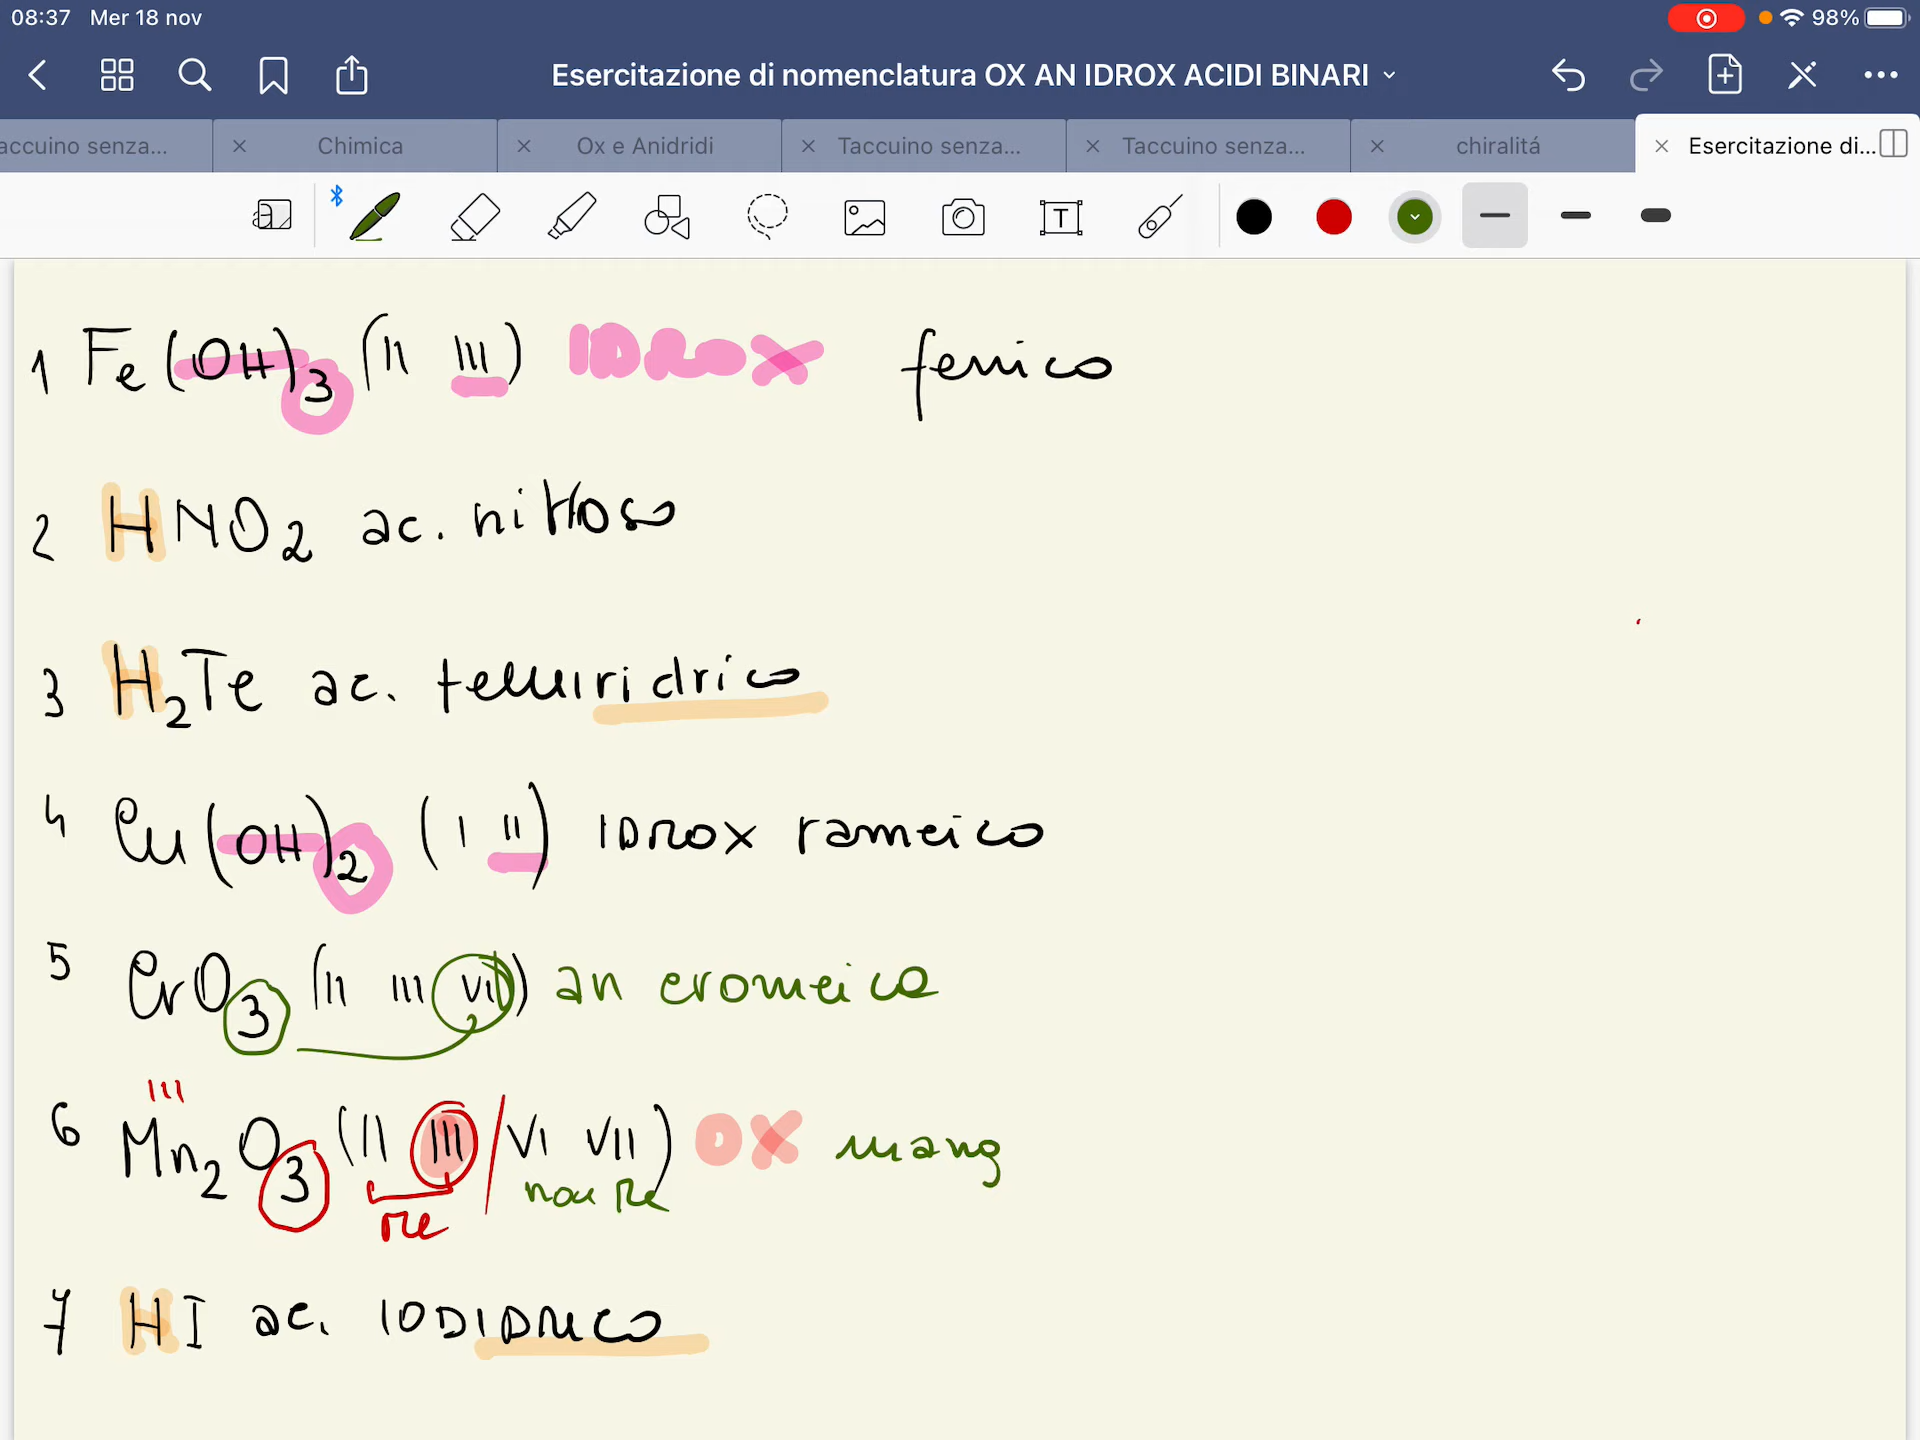 08:37 Mer 18 nov 98%
Esercitazione di nomenclatura OX AN IDROX ACIDI BINARI
accuino senza... Chimica Ox e Anidridi Taccuino senza... Taccuino senza... chiralitá Esercitazione di...
1 Fe(OH)3 (II III) IDROX ferrico
2 HNO2 ac. nitroso
3 H2Te ac. telluridrico
4 Cu(OH)2 (I II) IDROX rameico
5 CrO3 (II III VI) an cromeica
III
6 Mn2O3 (II III / VI VII) OX mang
me non me
7 HI ac. IODIDRICO